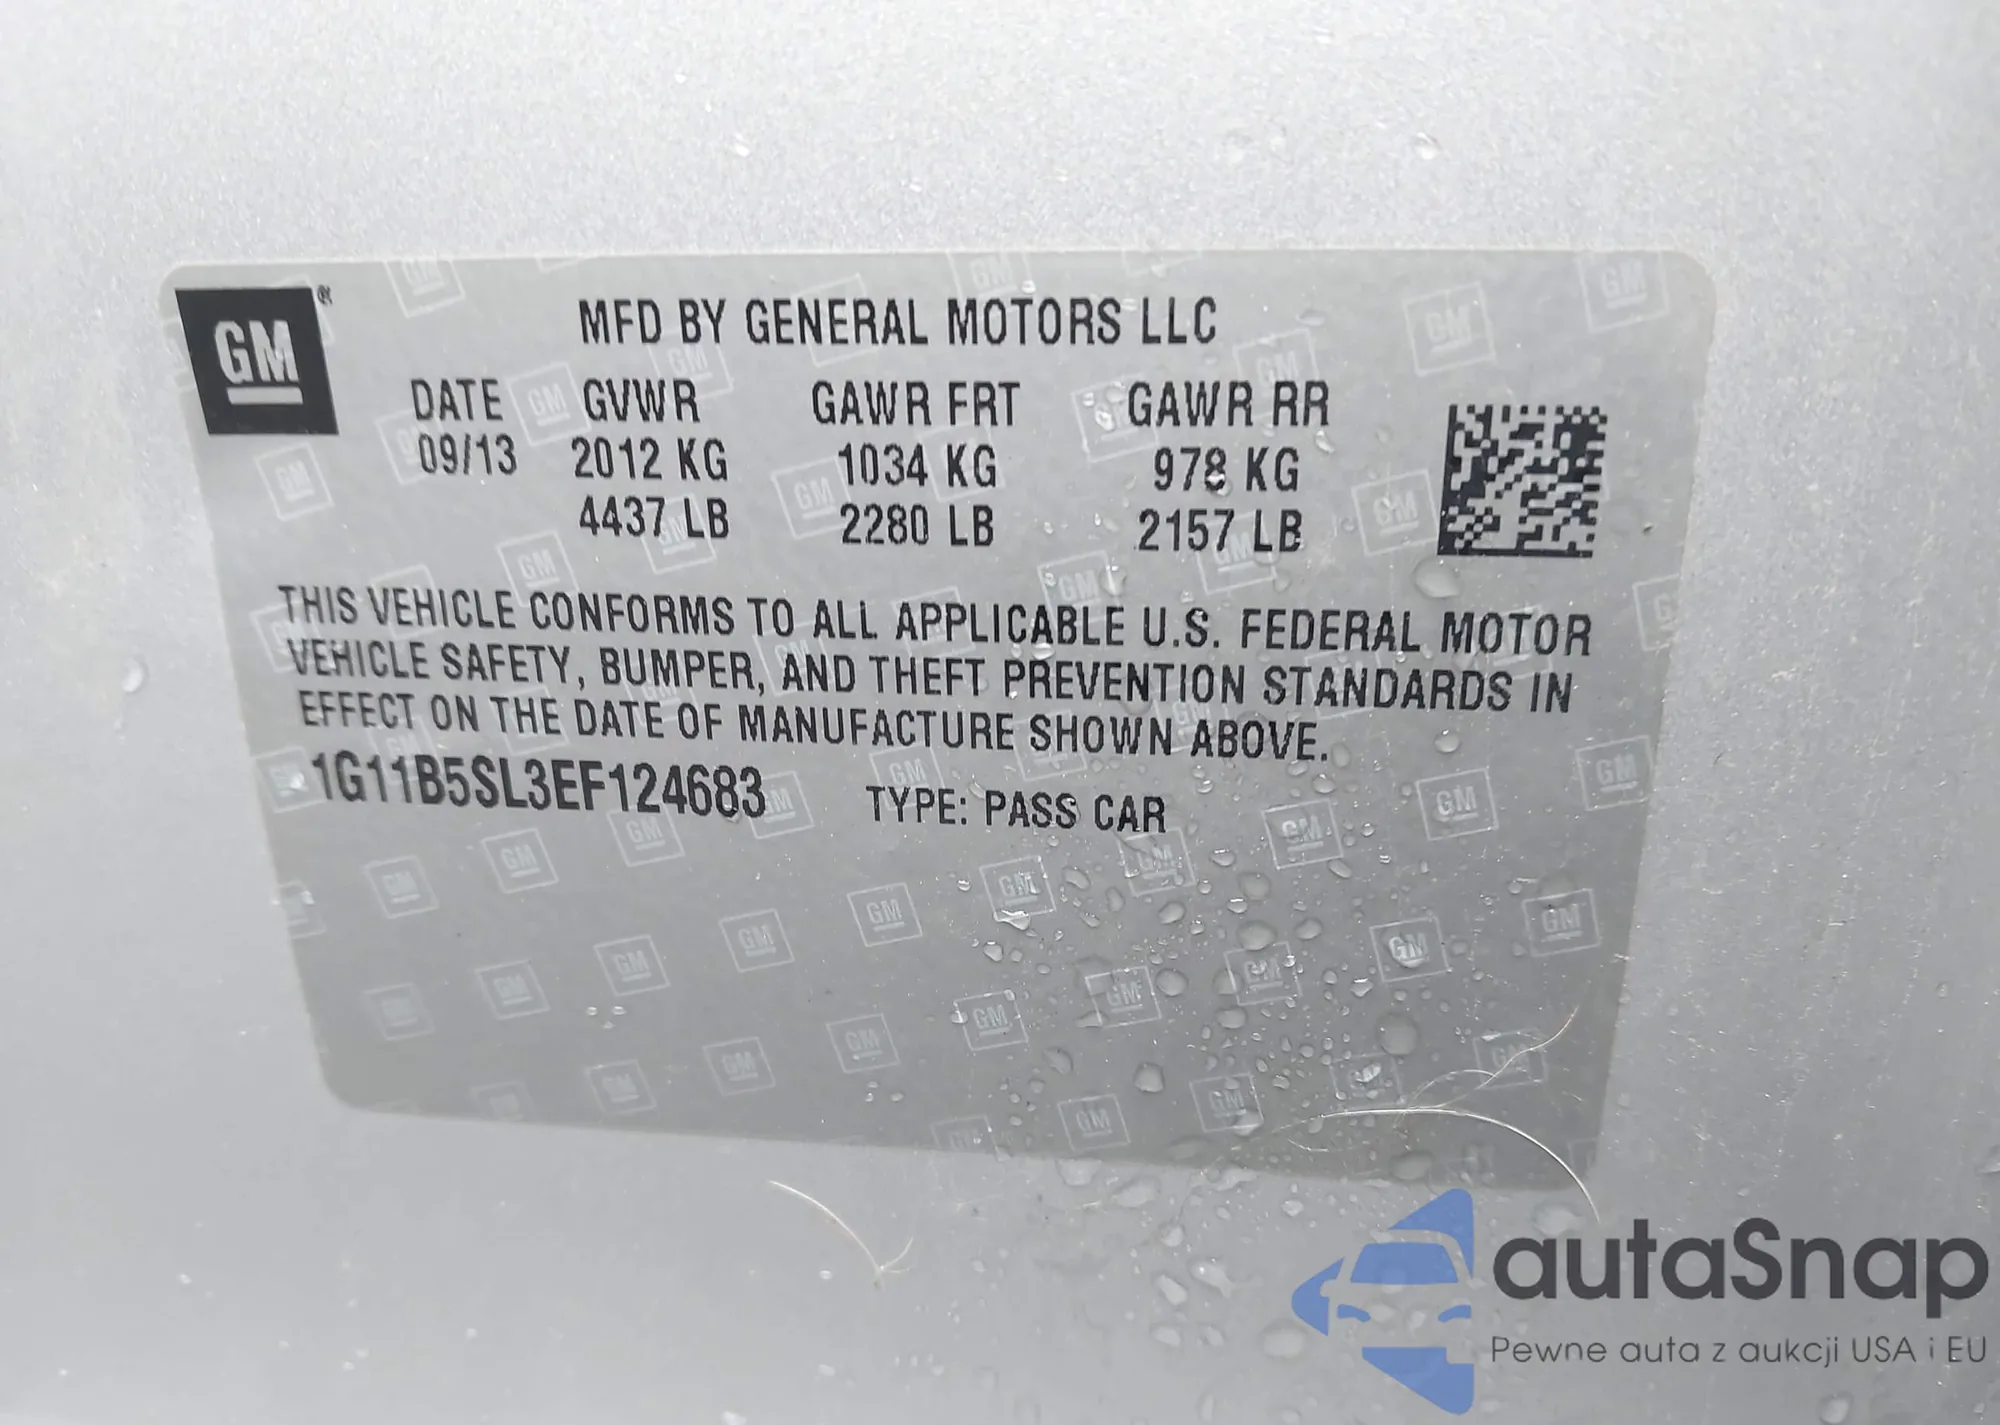 GM®
MFD BY GENERAL MOTORS LLC
DATE GVWR GAWR FRT GAWR RR
09/13 2012 KG 1034 KG 978 KG
4437 LB 2280 LB 2157 LB
THIS VEHICLE CONFORMS TO ALL APPLICABLE U.S. FEDERAL MOTOR
VEHICLE SAFETY, BUMPER, AND THEFT PREVENTION STANDARDS IN
EFFECT ON THE DATE OF MANUFACTURE SHOWN ABOVE.
1G11B5SL3EF124683 TYPE: PASS CAR
autaSnap
Pewne auta z aukcji USA i EU